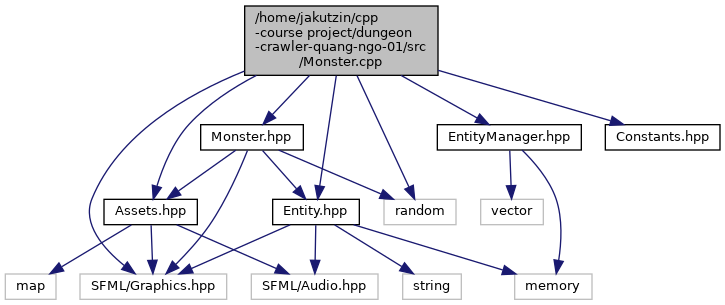 /home/jakutzin/cpp
-course project/dungeon
-crawler-quang-ngo-01/src
/Monster.cpp
Monster.hpp
EntityManager.hpp
Constants.hpp
Assets.hpp
Entity.hpp
random
vector
map
SFML/Graphics.hpp
SFML/Audio.hpp
string
memory